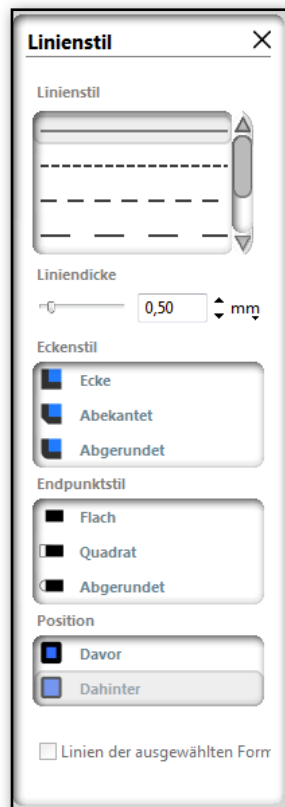 Linienstil
Linienstil
Liniendicke
0,50 mm
Eckenstil
Ecke
Abekantet
Abgerundet
Endpunktstil
Flach
Quadrat
Abgerundet
Position
Davor
Dahinter
Linien der ausgewählten Form